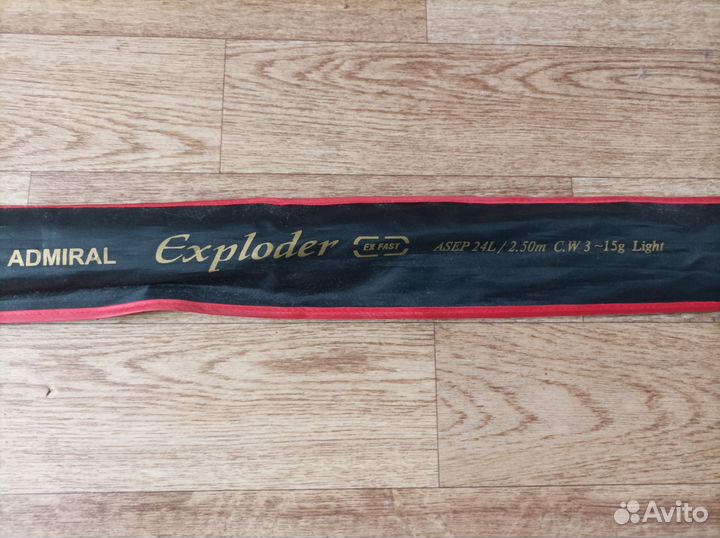 ADMIRAL Exploder EX FAST ASEP 24L / 2.50m C.W 3~15g Light
Avito